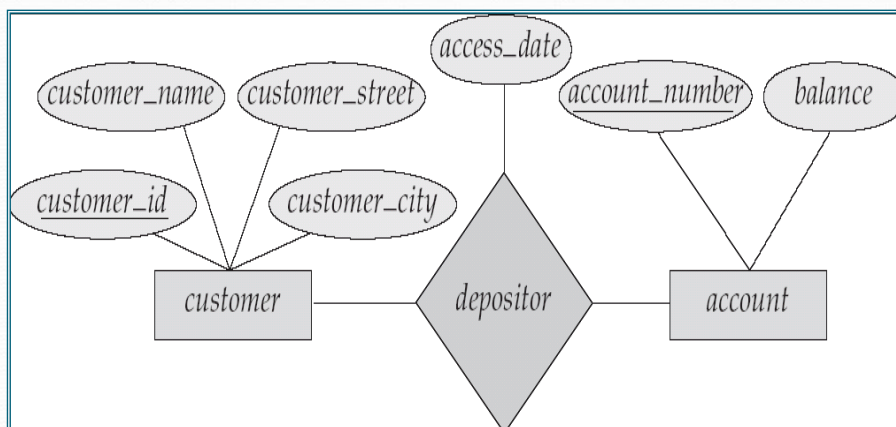 access_date
customer_name
customer_street
account_number
balance
customer_id
customer_city
customer
depositor
account